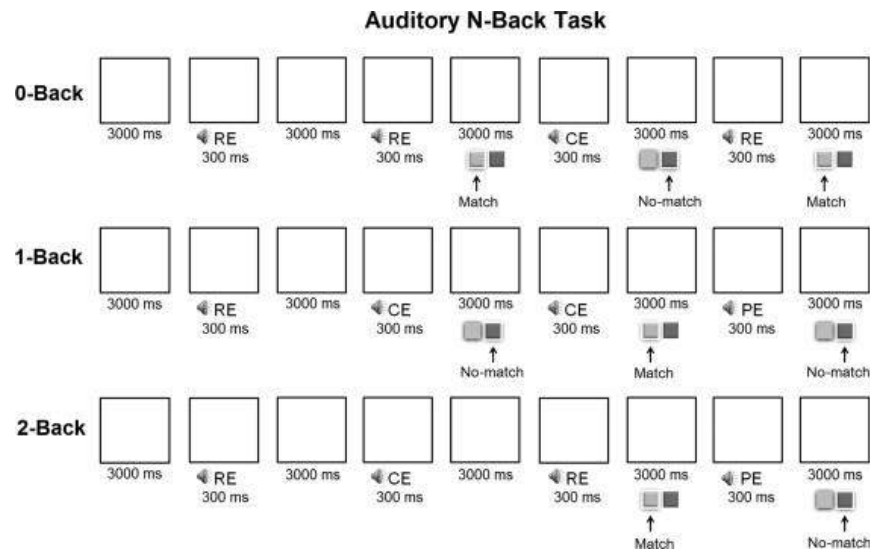 Auditory N-Back Task
0-Back
3000 ms RE 3000 ms RE 3000 ms CE 3000 ms RE 3000 ms
300 ms 300 ms 300 ms 300 ms
Match No-match Match
1-Back
3000 ms RE 3000 ms CE 3000 ms CE 3000 ms PE 3000 ms
300 ms 300 ms 300 ms 300 ms
No-match Match No-match
2-Back
3000 ms RE 3000 ms CE 3000 ms RE 3000 ms PE 3000 ms
300 ms 300 ms 300 ms 300 ms
Match No-match